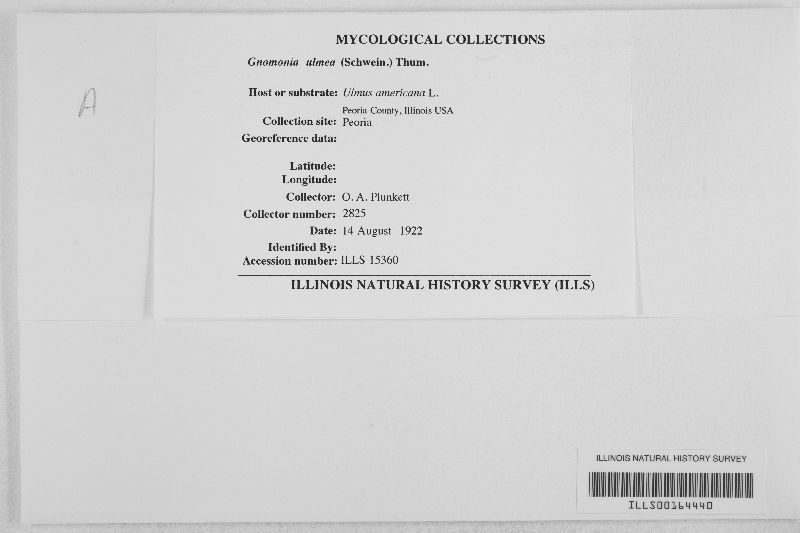 MYCOLOGICAL COLLECTIONS
Gnomonia ulmea (Schwein.) Thum.
A
Host or substrate: Ulmus americana L.
Peoria County, Illinois USA
Collection site: Peoria
Georeference data:
Latitude:
Longitude:
Collector: O. A. Plunkett
Collector number: 2825
Date: 14 August 1922
Identified By:
Accession number: ILLS 15360
ILLINOIS NATURAL HISTORY SURVEY (ILLS)
ILLINOIS NATURAL HISTORY SURVEY
ILLS00164440